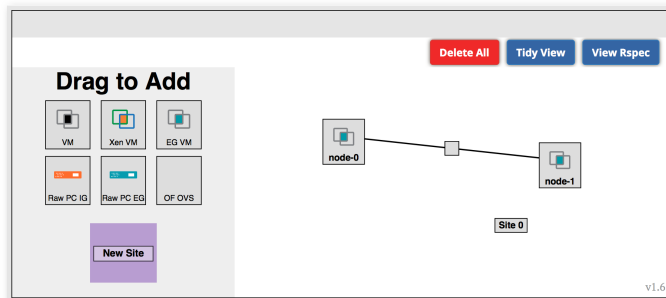 Delete All
Tidy View
View Rspec
Drag to Add
VM
Xen VM
EG VM
Raw PC IG
Raw PC EG
OF OVS
New Site
node-0
node-1
Site 0
v1.6